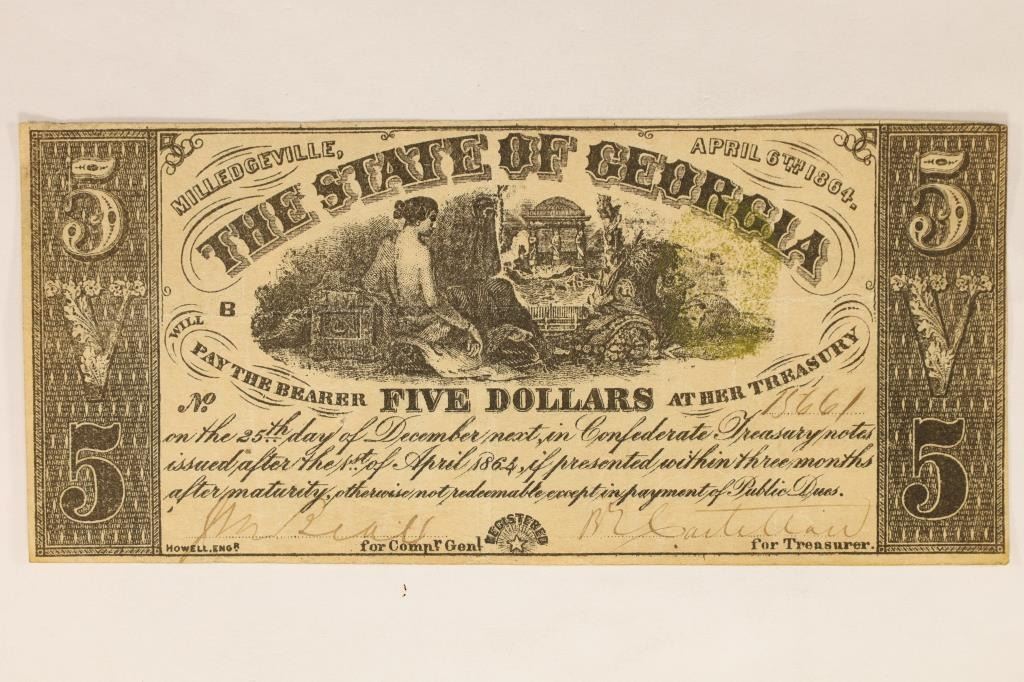 5 5
MILLEDGEVILLE, APRIL 6TH 1864.
THE STATE OF GEORGIA
B
V V
WILL PAY THE BEARER FIVE DOLLARS AT HER TREASURY
No 15661
on the 25th day of December next, in Confederate Treasury notes
issued after the 1st of April 1864, if presented within three months
after maturity, otherwise not redeemable except in payment of Public Dues.
5 5
REGISTERED
HOWELL, ENGR. for Compr Genl for Treasurer.